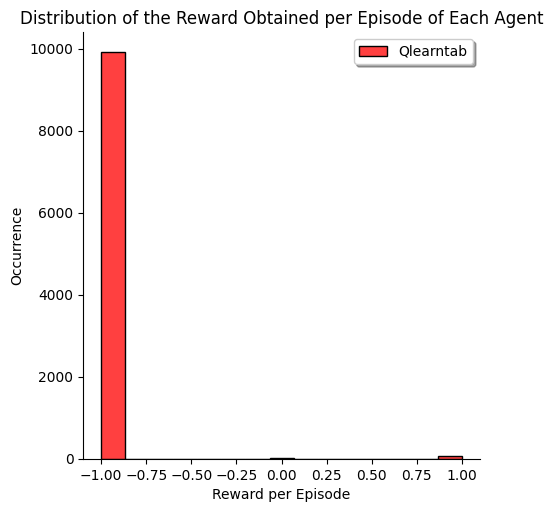 Distribution of the Reward Obtained per Episode of Each Agent
Qlearntab
10000
8000
6000
4000
2000
0
Occurrence
−1.00 −0.75 −0.50 −0.25 0.00 0.25 0.50 0.75 1.00
Reward per Episode